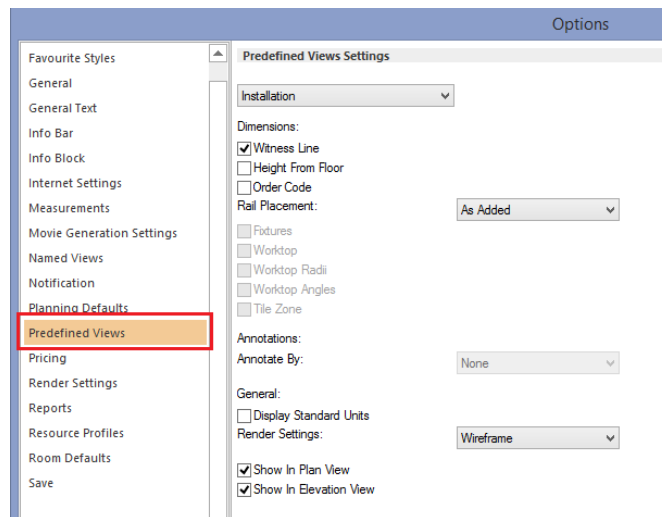 Options
Favourite Styles
General
General Text
Info Bar
Info Block
Internet Settings
Measurements
Movie Generation Settings
Named Views
Notification
Planning Defaults
Predefined Views
Pricing
Render Settings
Reports
Resource Profiles
Room Defaults
Save
Predefined Views Settings
Installation
Dimensions:
Witness Line
Height From Floor
Order Code
Rail Placement: As Added
Fixtures
Worktop
Worktop Radii
Worktop Angles
Tile Zone
Annotations:
Annotate By: None
General:
Display Standard Units
Render Settings: Wireframe
Show In Plan View
Show In Elevation View